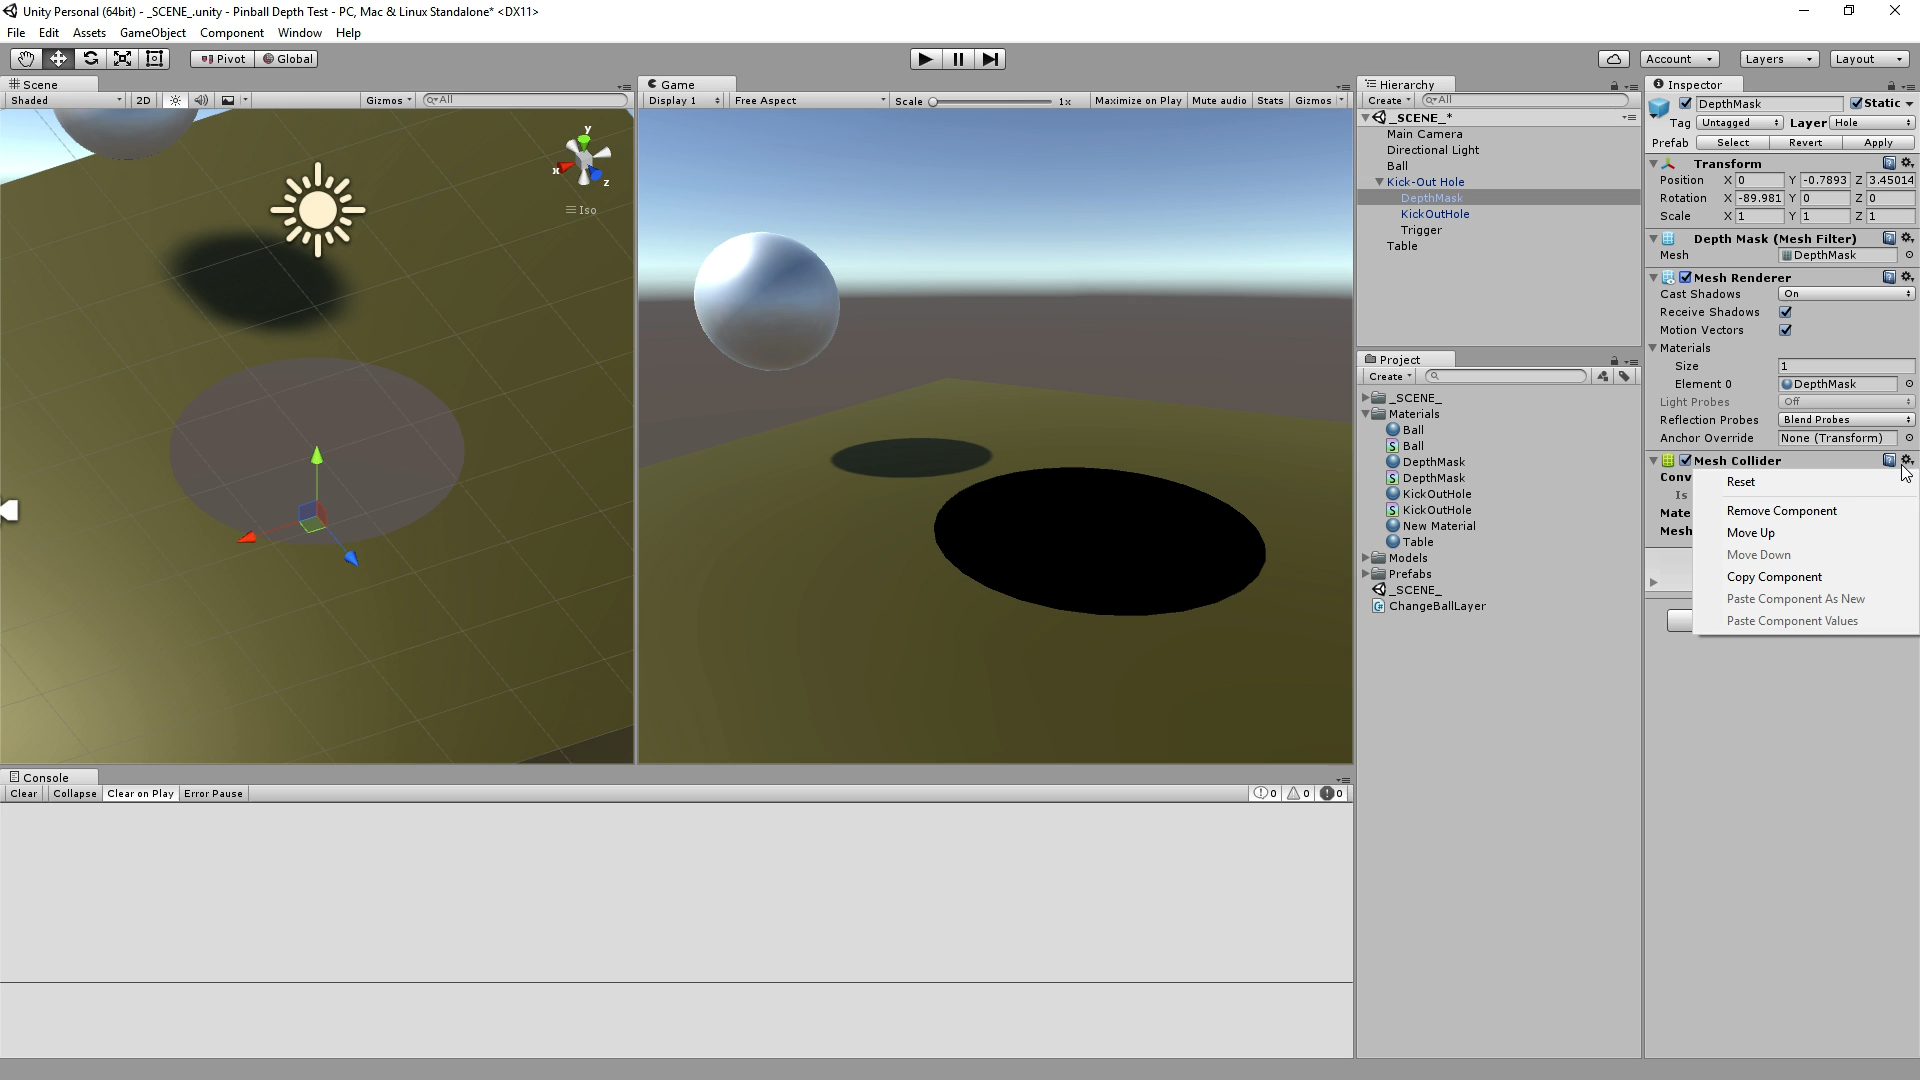 Unity Personal (64bit) - _SCENE_.unity - Pinball Depth Test - PC, Mac & Linux Standalone* <DX11>
File Edit Assets GameObject Component Window Help
Pivot Global Account Layers Layout
Scene
Shaded 2D Gizmos All
y
x
z
Iso
Game
Display 1 Free Aspect Scale 1x Maximize on Play Mute audio Stats Gizmos
Hierarchy
Create All
_SCENE_*
Main Camera
Directional Light
Ball
Kick-Out Hole
DepthMask
KickOutHole
Trigger
Table
Project
Create
_SCENE_
Materials
Ball
Ball
DepthMask
DepthMask
KickOutHole
KickOutHole
New Material
Table
Models
Prefabs
_SCENE_
ChangeBallLayer
Inspector
DepthMask Static
Tag Untagged Layer Hole
Prefab Select Revert Apply
Transform
Position X 0 Y -0.7893 Z 3.45014
Rotation X -89.981 Y 0 Z 0
Scale X 1 Y 1 Z 1
Depth Mask (Mesh Filter)
Mesh DepthMask
Mesh Renderer
Cast Shadows On
Receive Shadows
Motion Vectors
Materials
Size 1
Element 0 DepthMask
Light Probes Off
Reflection Probes Blend Probes
Anchor Override None (Transform)
Mesh Collider
Conv
Is
Mate
Mesh
Reset
Remove Component
Move Up
Move Down
Copy Component
Paste Component As New
Paste Component Values
Console
Clear Collapse Clear on Play Error Pause 0 0 0